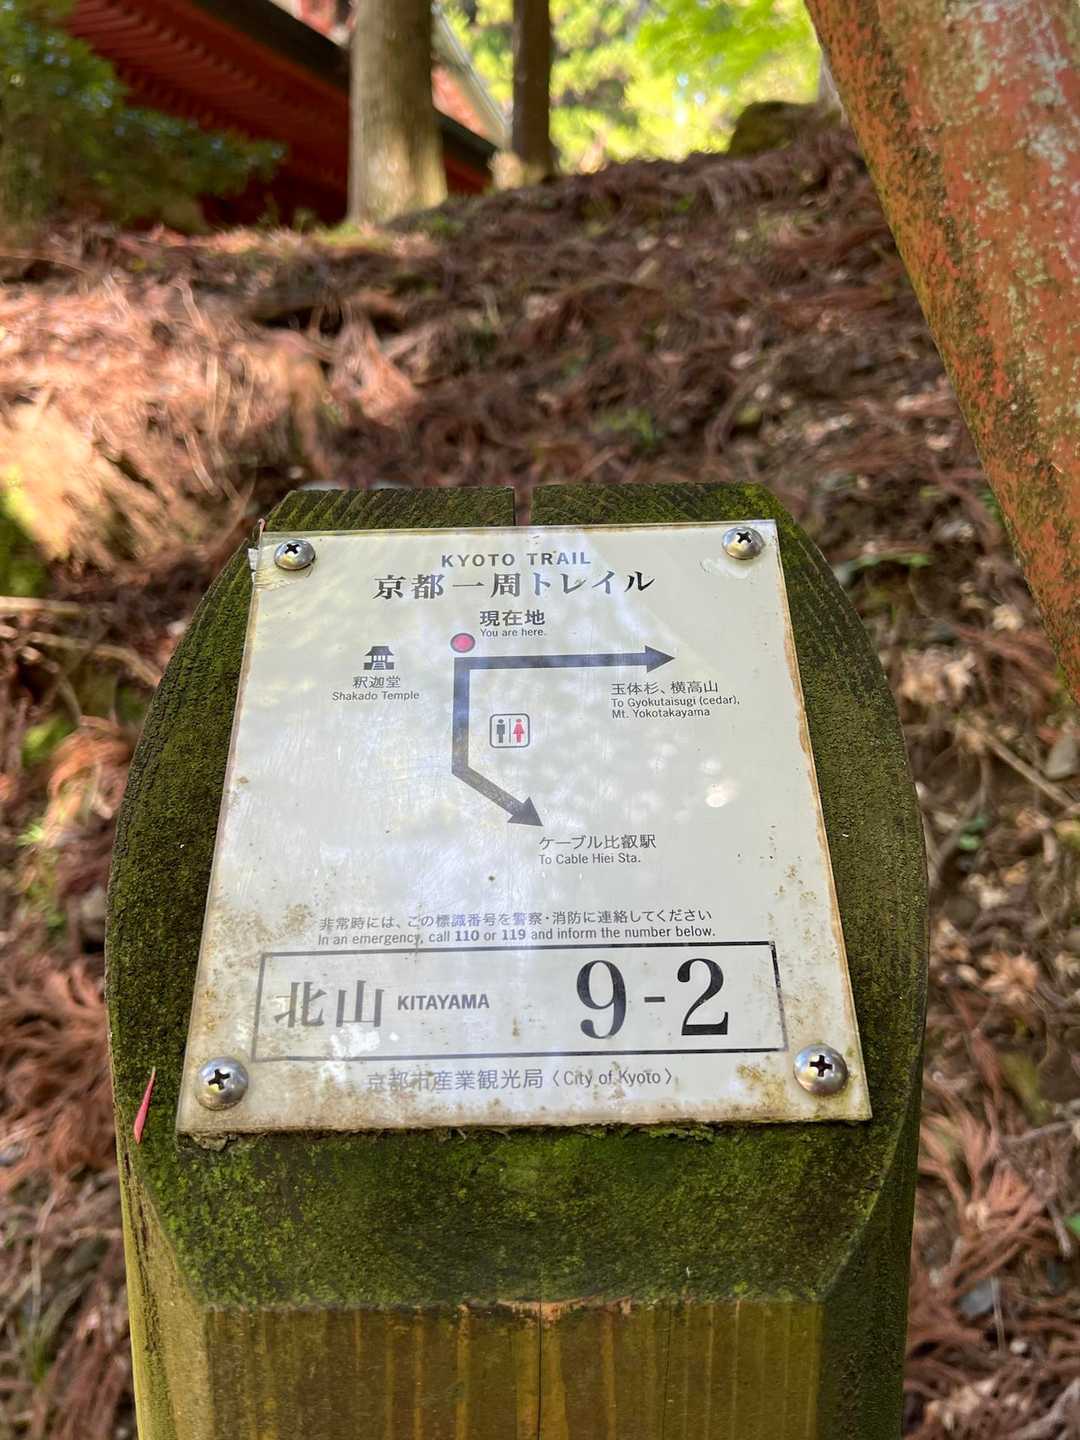 KYOTO TRAIL
京都一周トレイル
現在地
You are here.
釈迦堂
Shakado Temple
玉体杉、横高山
To Gyokutaisugi (cedar),
Mt. Yokotakayama
ケーブル比叡駅
To Cable Hiei Sta.
非常時には、この標識番号を警察・消防に連絡してください
In an emergency, call 110 or 119 and inform the number below.
北山 KITAYAMA 9-2
京都市産業観光局〈City of Kyoto〉